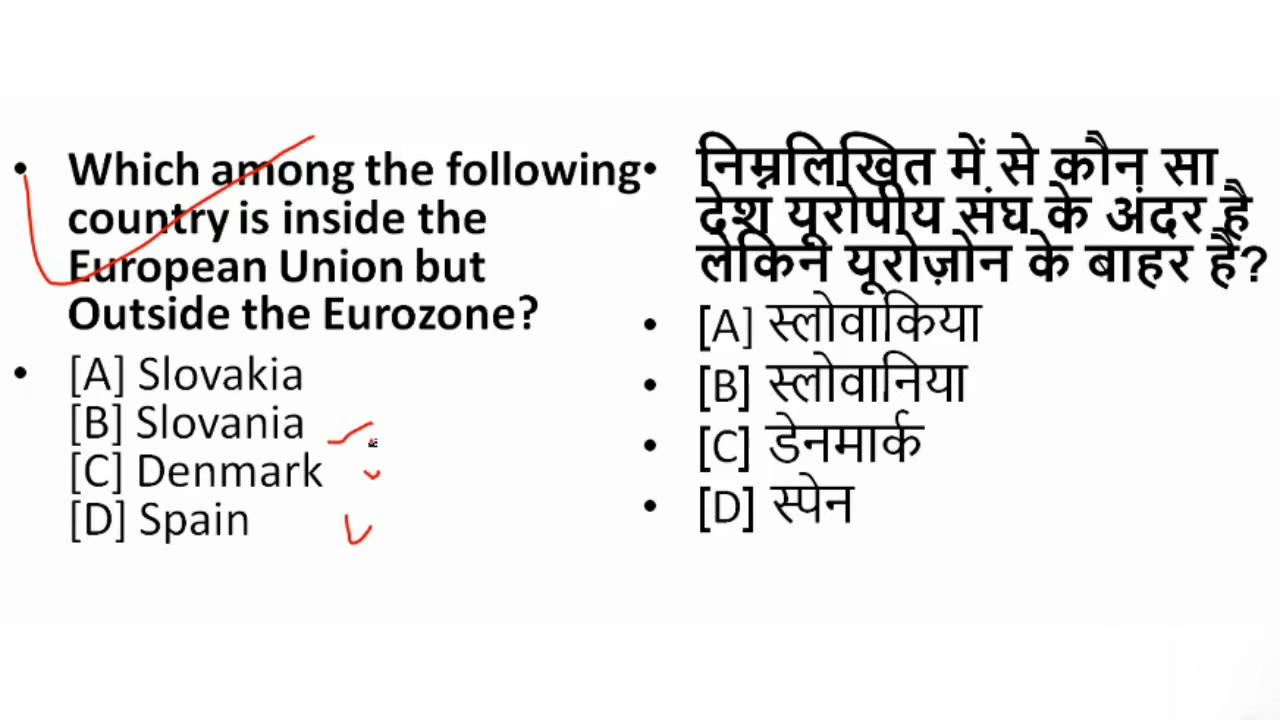 • Which among the following
country is inside the
European Union but
Outside the Eurozone?
• [A] Slovakia
[B] Slovania
[C] Denmark
[D] Spain
• निम्नलिखित में से कौन सा
देश यूरोपीय संघ के अंदर है
लेकिन यूरोज़ोन के बाहर है?
• [A] स्लोवाकिया
• [B] स्लोवानिया
• [C] डेनमार्क
• [D] स्पेन